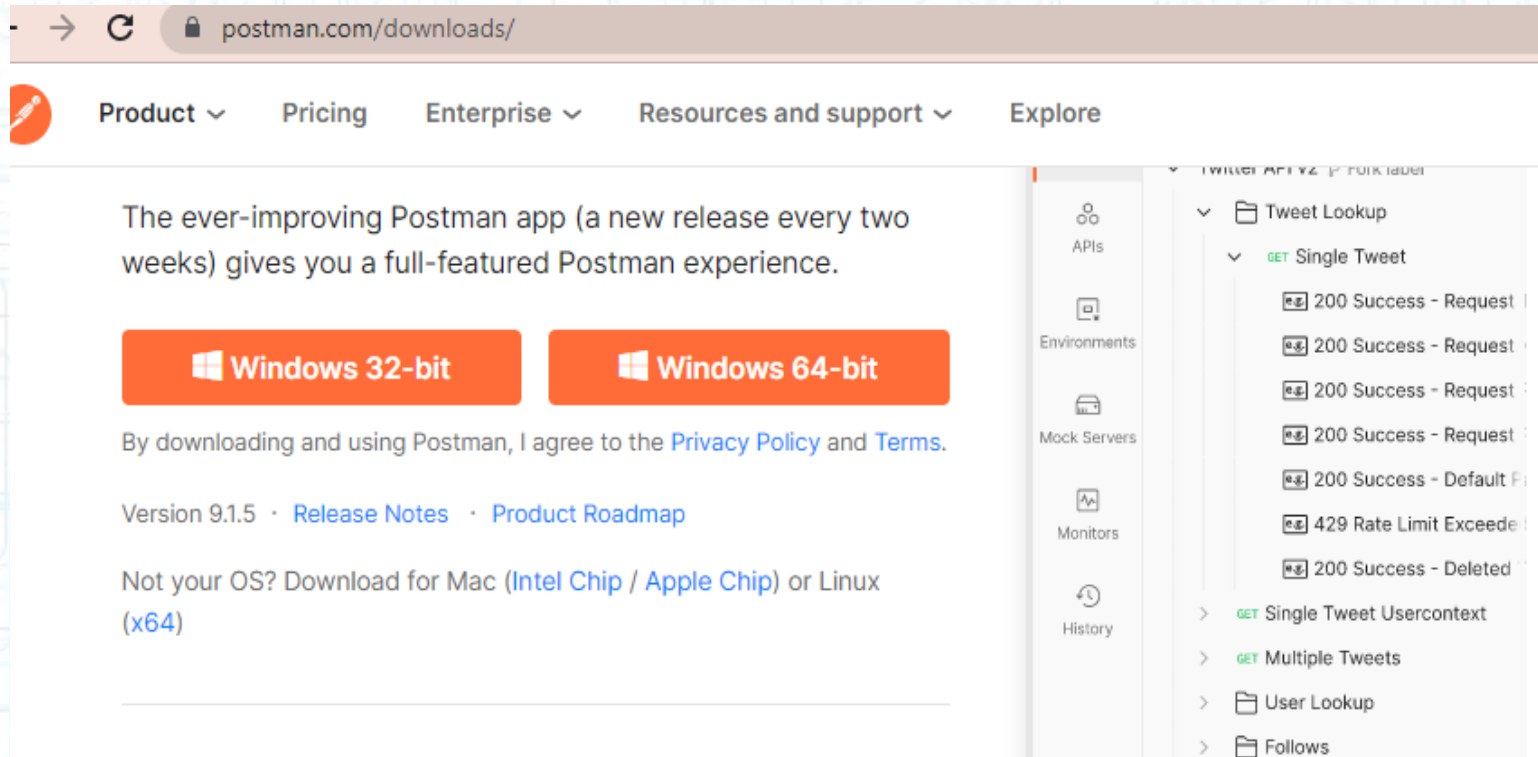 postman.com/downloads/
Product
Pricing
Enterprise
Resources and support
Explore
The ever-improving Postman app (a new release every two
weeks) gives you a full-featured Postman experience.
Windows 32-bit
Windows 64-bit
By downloading and using Postman, I agree to the Privacy Policy and Terms.
Version 9.1.5 · Release Notes · Product Roadmap
Not your OS? Download for Mac (Intel Chip / Apple Chip) or Linux
(x64)
APIs
Environments
Mock Servers
Monitors
History
Twitter API v2 Fork label
Tweet Lookup
GET Single Tweet
e.g. 200 Success - Request
e.g. 200 Success - Request
e.g. 200 Success - Request
e.g. 200 Success - Request
e.g. 200 Success - Default
e.g. 429 Rate Limit Exceede
e.g. 200 Success - Deleted
GET Single Tweet Usercontext
GET Multiple Tweets
User Lookup
Follows